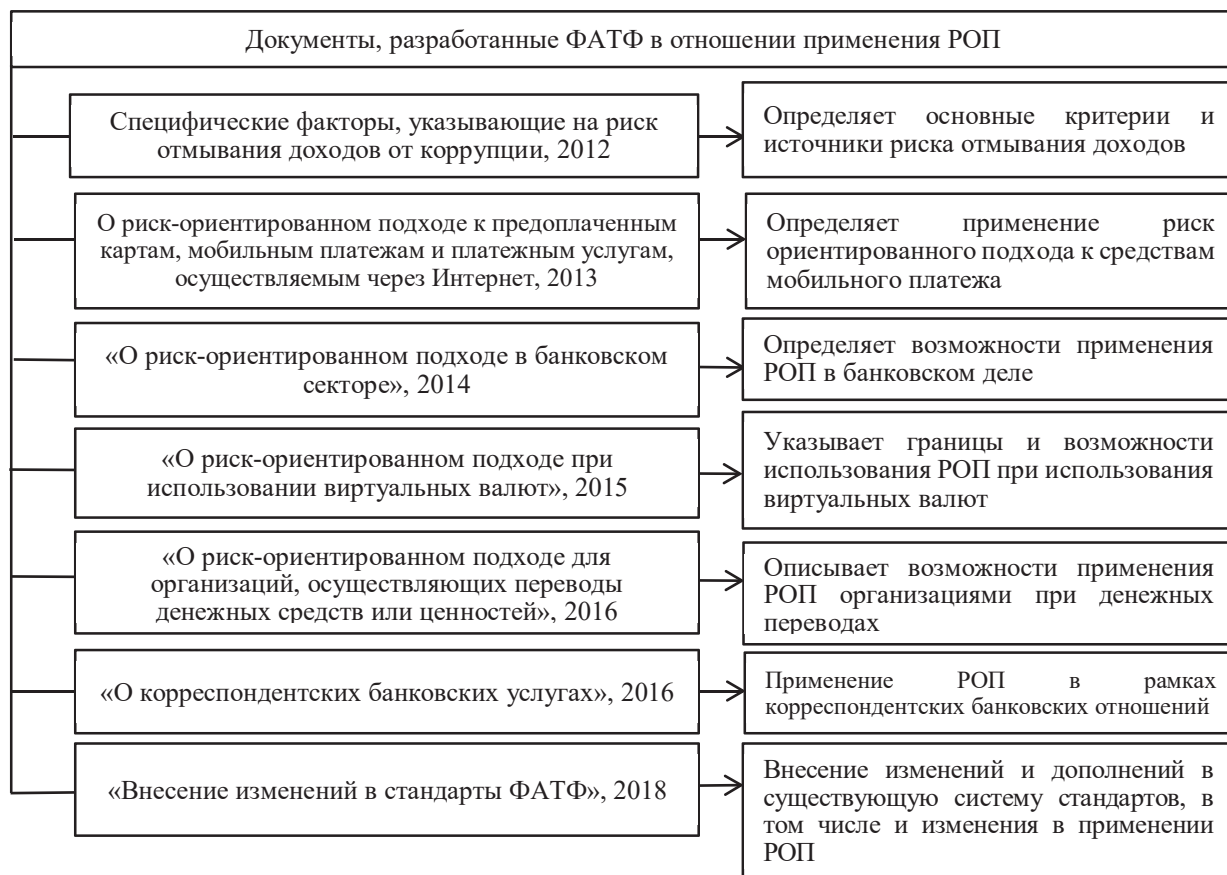 Документы, разработанные ФАТФ в отношении применения РОП
Специфические факторы, указывающие на риск
отмывания доходов от коррупции, 2012
Определяет основные критерии и
источники риска отмывания доходов
О риск-ориентированном подходе к предоплаченным
картам, мобильным платежам и платежным услугам,
осуществляемым через Интернет, 2013
Определяет применение риск
ориентированного подхода к средствам
мобильного платежа
«О риск-ориентированном подходе в банковском
секторе», 2014
Определяет возможности применения
РОП в банковском деле
«О риск-ориентированном подходе при
использовании виртуальных валют», 2015
Указывает границы и возможности
использования РОП при использования
виртуальных валют
«О риск-ориентированном подходе для
организаций, осуществляющих переводы
денежных средств или ценностей», 2016
Описывает возможности применения
РОП организациями при денежных
переводах
«О корреспондентских банковских услугах», 2016
Применение РОП в рамках
корреспондентских банковских отношений
«Внесение изменений в стандарты ФАТФ», 2018
Внесение изменений и дополнений в
существующую систему стандартов, в
том числе и изменения в применении
РОП